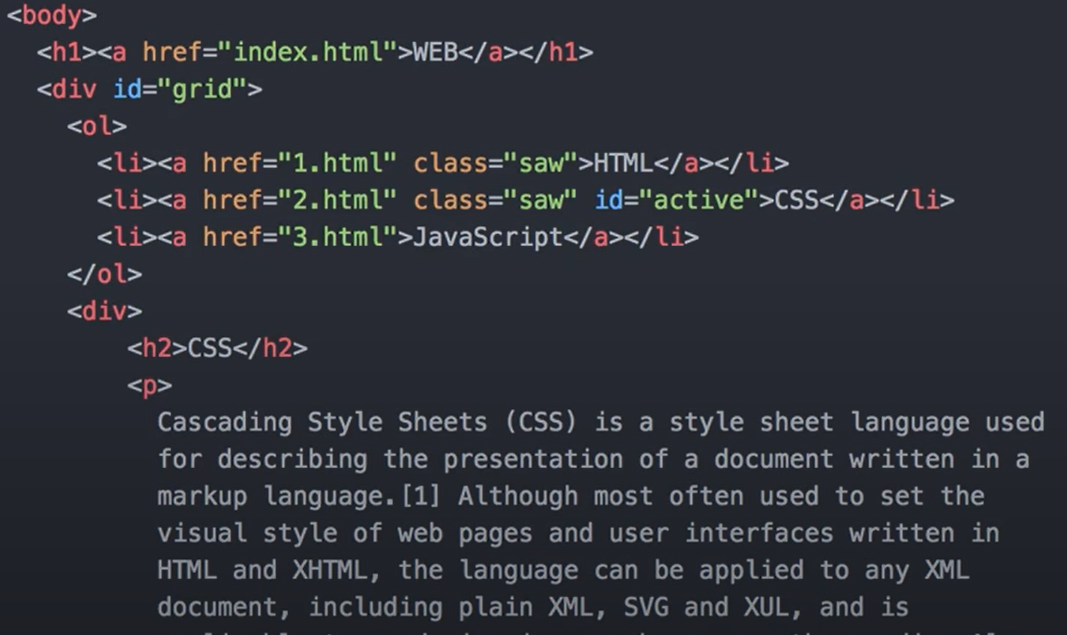 <body>
<h1><a href="index.html">WEB</a></h1>
<div id="grid">
<ol>
<li><a href="1.html" class="saw">HTML</a></li>
<li><a href="2.html" class="saw" id="active">CSS</a></li>
<li><a href="3.html">JavaScript</a></li>
</ol>
<div>
<h2>CSS</h2>
<p>
Cascading Style Sheets (CSS) is a style sheet language used
for describing the presentation of a document written in a
markup language.[1] Although most often used to set the
visual style of web pages and user interfaces written in
HTML and XHTML, the language can be applied to any XML
document, including plain XML, SVG and XUL, and is